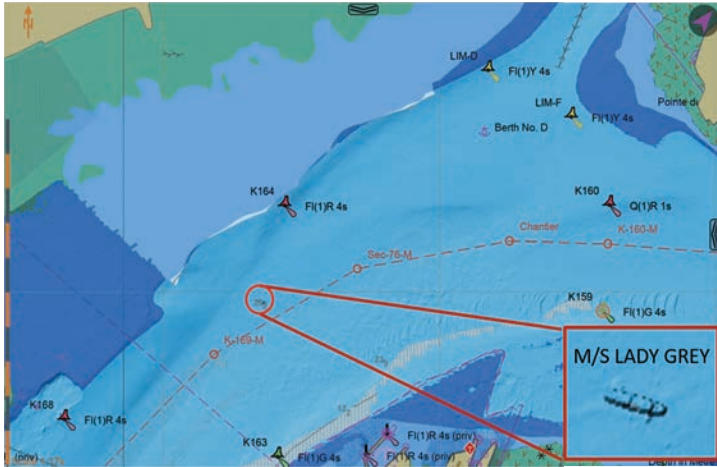 N
LIM-D
Fl(1)Y 4s
LIM-F
Fl(1)Y 4s
Berth No. D
K164
Fl(1)R 4s
K160
Q(1)R 1s
Chantier
K-160-M
Sec-76-M
K159
Fl(1)G 4s
K-169-M
M/S LADY GREY
K168
Fl(1)R 4s
K163
Fl(1)G 4s
Fl(1)R 4s (priv)
Fl(1)R 4s (priv)
(priv)